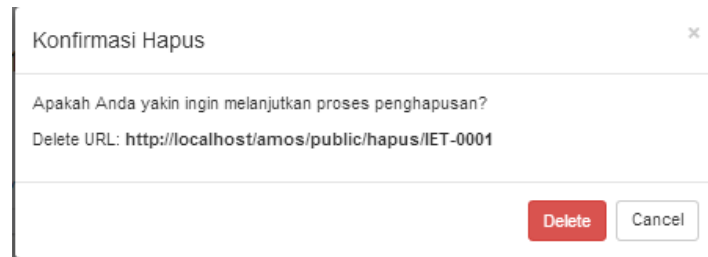 Konfirmasi Hapus
×
Apakah Anda yakin ingin melanjutkan proses penghapusan?
Delete URL: http://localhost/amos/public/hapus/IET-0001
Delete
Cancel